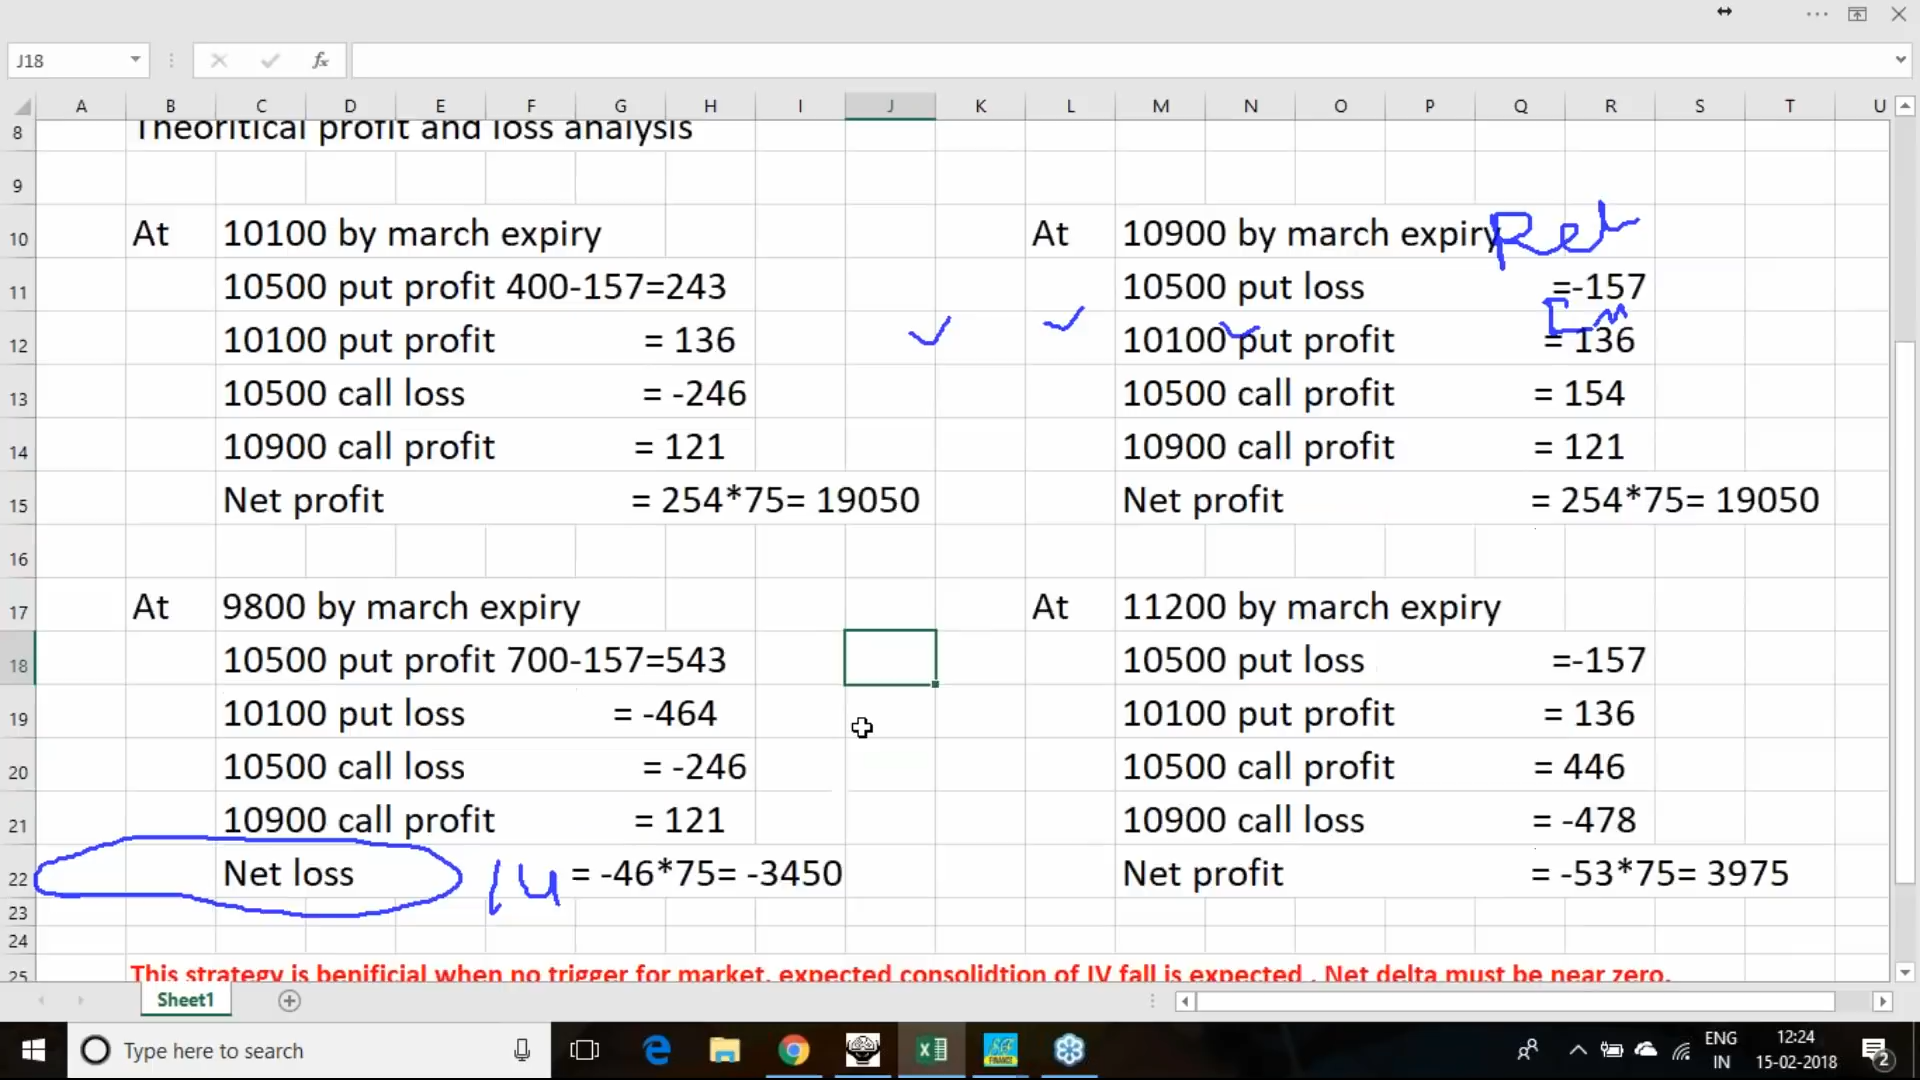 J18
fx
A B C D E F G H I J K L M N O P Q R S T U
8 Theoritical profit and loss analysis
9
10 At 10100 by march expiry At 10900 by march expiry Ret
11 10500 put profit 400-157=243 10500 put loss =-157
12 10100 put profit = 136 10100 put profit = 136
13 10500 call loss = -246 10500 call profit = 154
14 10900 call profit = 121 10900 call profit = 121
15 Net profit = 254*75= 19050 Net profit = 254*75= 19050
16
17 At 9800 by march expiry At 11200 by march expiry
18 10500 put profit 700-157=543 10500 put loss =-157
19 10100 put loss = -464 10100 put profit = 136
20 10500 call loss = -246 10500 call profit = 446
21 10900 call profit = 121 10900 call loss = -478
22 Net loss = -46*75= -3450 Net profit = -53*75= 3975
23
24
25 This strategy is benificial when no trigger for market, expected consolidtion of IV fall is expected . Net delta must be near zero.
Sheet1
Type here to search
FINANCE
ENG
IN
12:24
15-02-2018
2